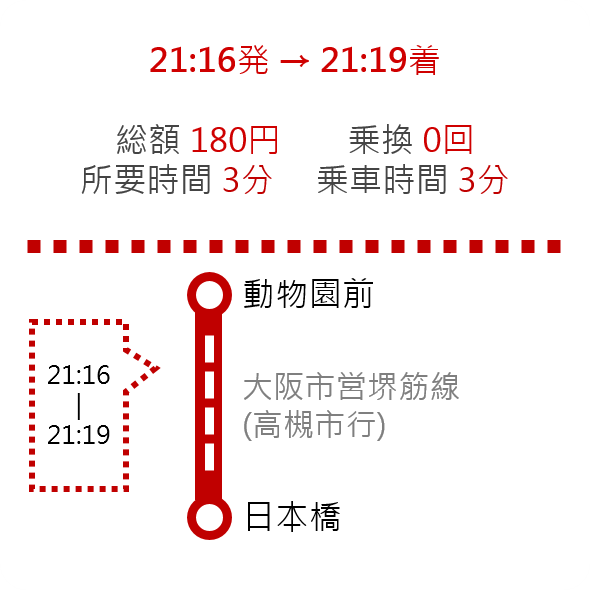 21:16発 → 21:19着
総額 180円 乗換 0回
所要時間 3分 乗車時間 3分
動物園前
21:16
|
21:19
大阪市営堺筋線
(高槻市行)
日本橋